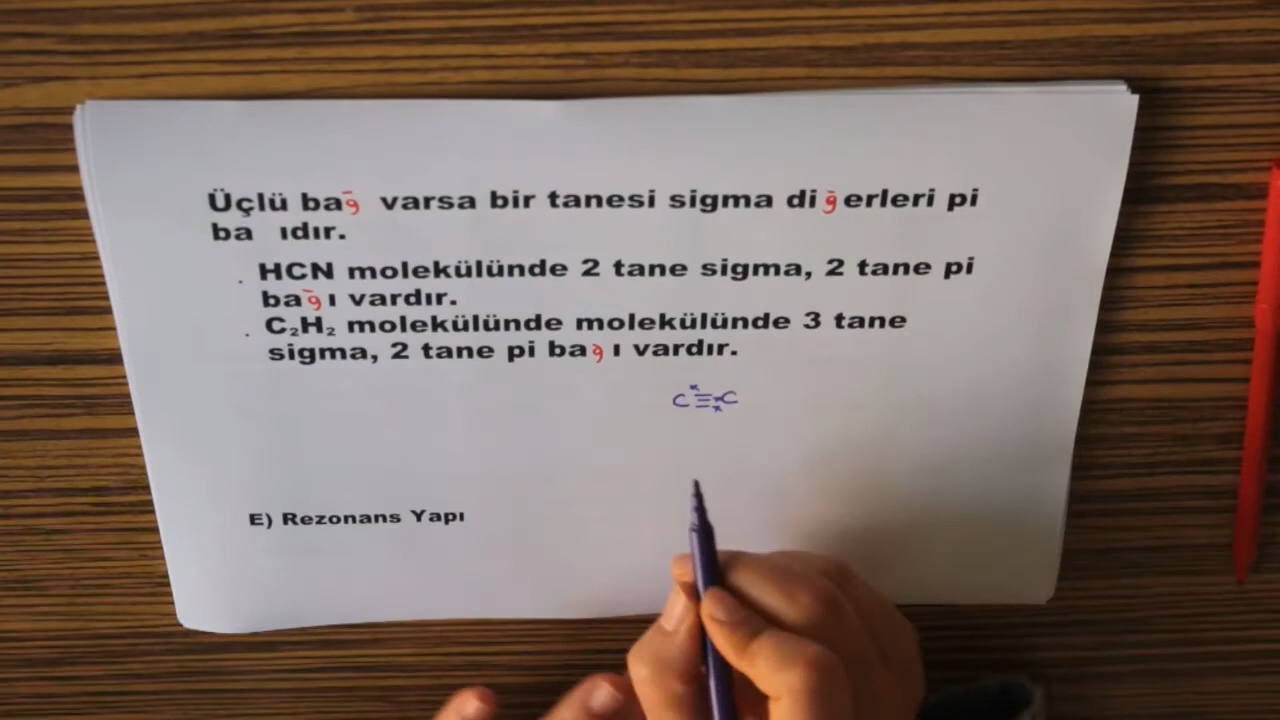 Üçlü bağ varsa bir tanesi sigma diğerleri pi
ba ıdır.
. HCN molekülünde 2 tane sigma, 2 tane pi
bağı vardır.
. C₂H₂ molekülünde molekülünde 3 tane
sigma, 2 tane pi bağı vardır.
C≡C
E) Rezonans Yapı